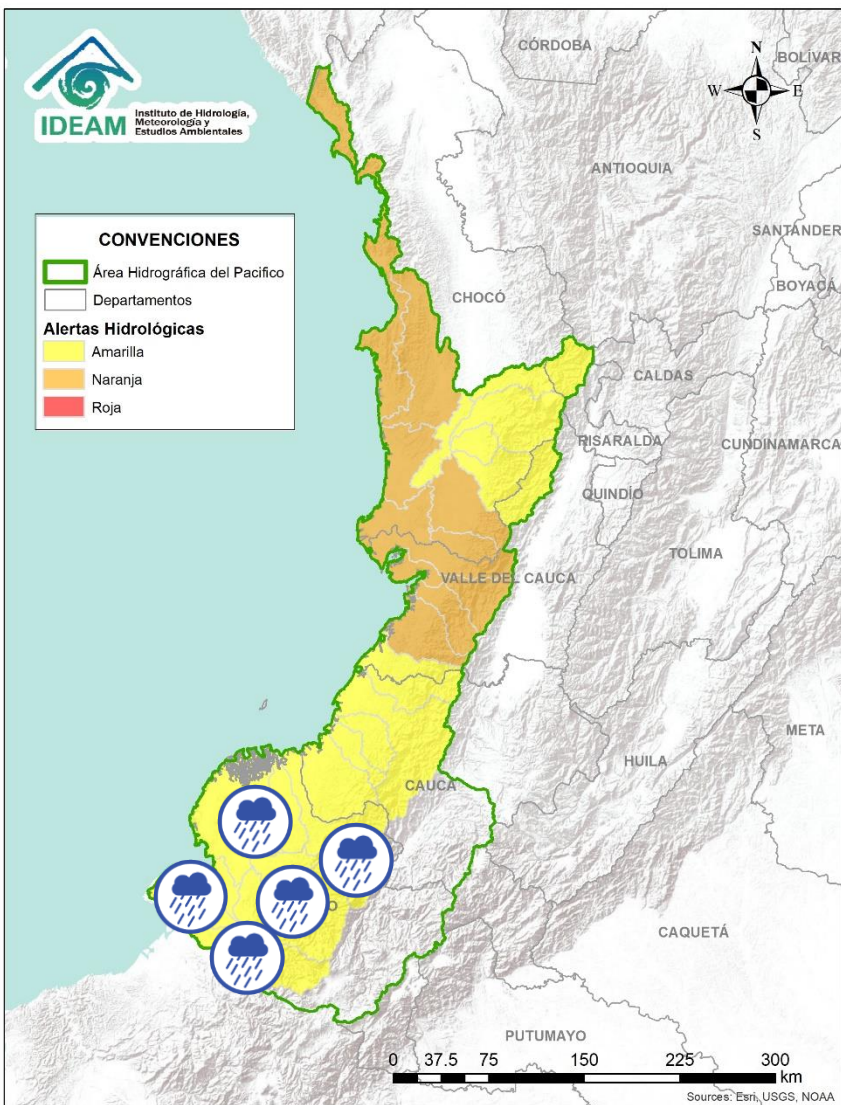 CÓRDOBA
BOLÍVAR
N
W
E
S
IDEAM
Instituto de Hidrología,
Meteorología y
Estudios Ambientales
ANTIOQUIA
CONVENCIONES
Área Hidrográfica del Pacifico
Departamentos
Alertas Hidrológicas
Amarilla
Naranja
Roja
SANTANDER
BOYACÁ
CHOCÓ
CALDAS
RISARALDA
CUNDINAMARCA
QUINDÍO
TOLIMA
VALLE DEL CAUCA
META
HUILA
CAUCA
CAQUETÁ
PUTUMAYO
0 37.5 75 150 225 300
km
Sources: Esri, USGS, NOAA